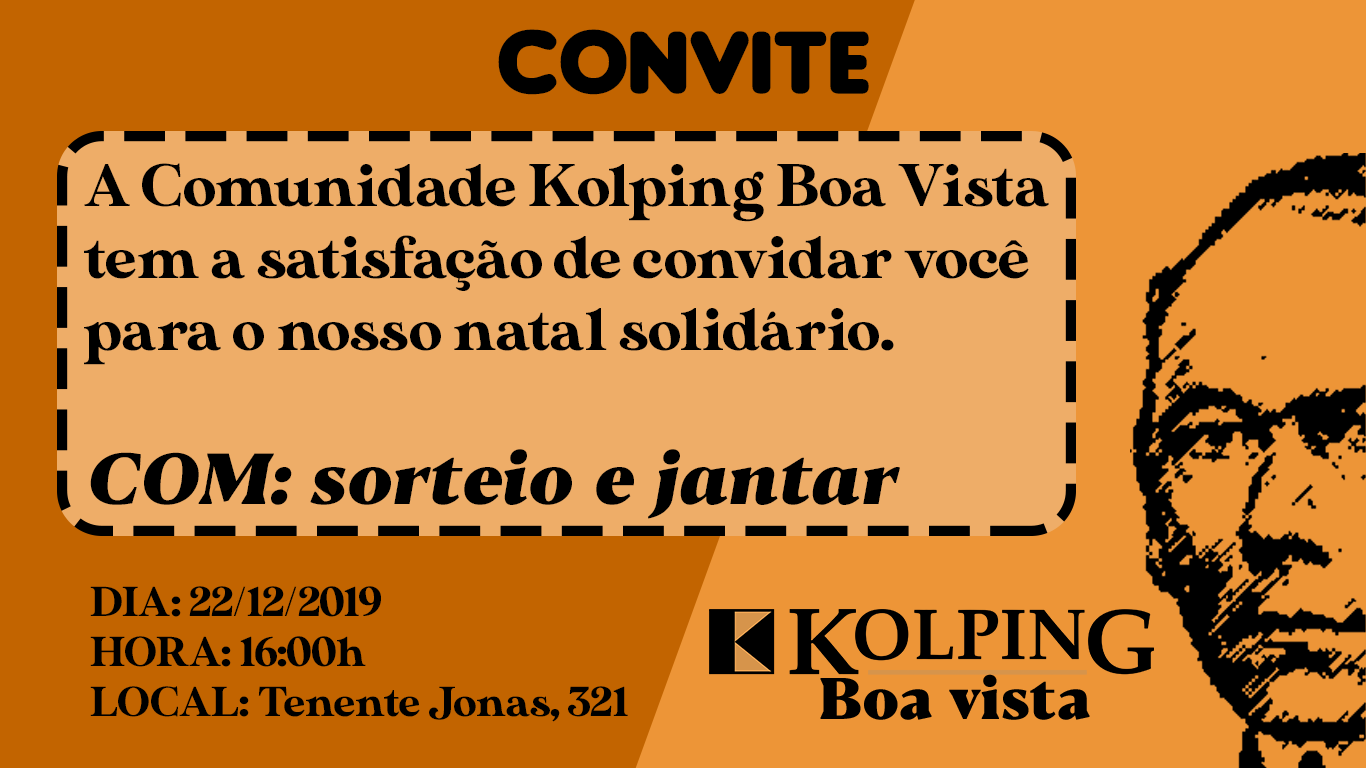 CONVITE
A Comunidade Kolping Boa Vista
tem a satisfação de convidar você
para o nosso natal solidário.
COM: sorteio e jantar
DIA: 22/12/2019
HORA: 16:00h
LOCAL: Tenente Jonas, 321
KOLPING
Boa vista